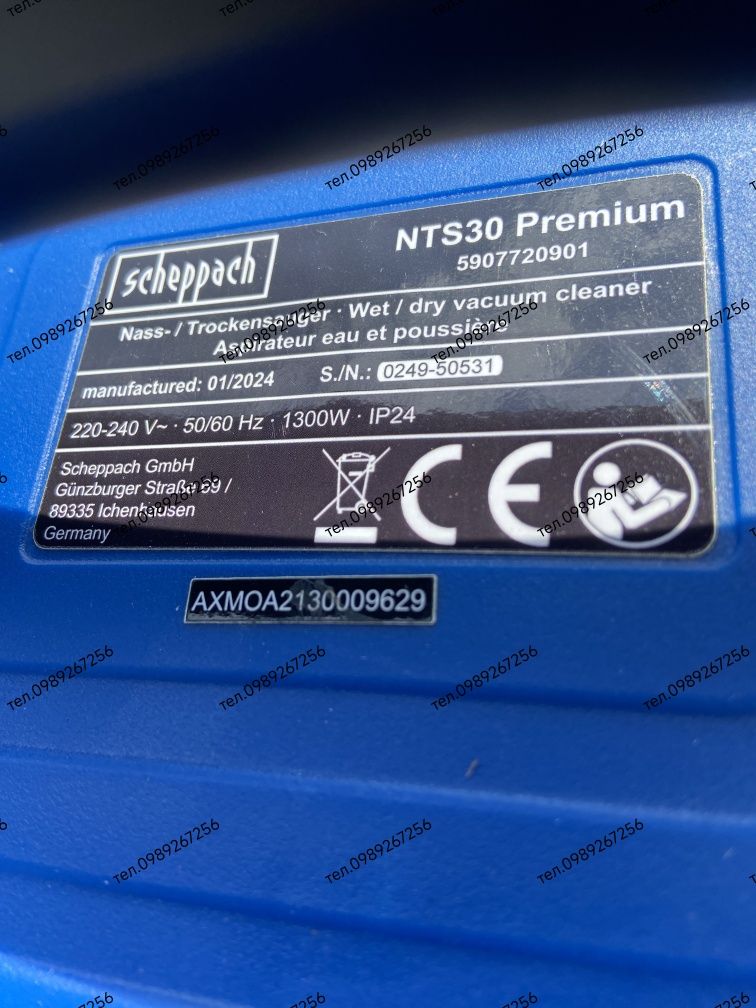 scheppach
NTS30 Premium
5907720901
Nass- / Trockensauger · Wet / dry vacuum cleaner
Aspirateur eau et poussière
manufactured: 01/2024 S./N.: 0249-50531
220-240 V~ · 50/60 Hz · 1300W · IP24
Scheppach GmbH
Günzburger Straße 69 /
89335 Ichenhausen
Germany
CE
AXMOA2130009629
тел.0989267256